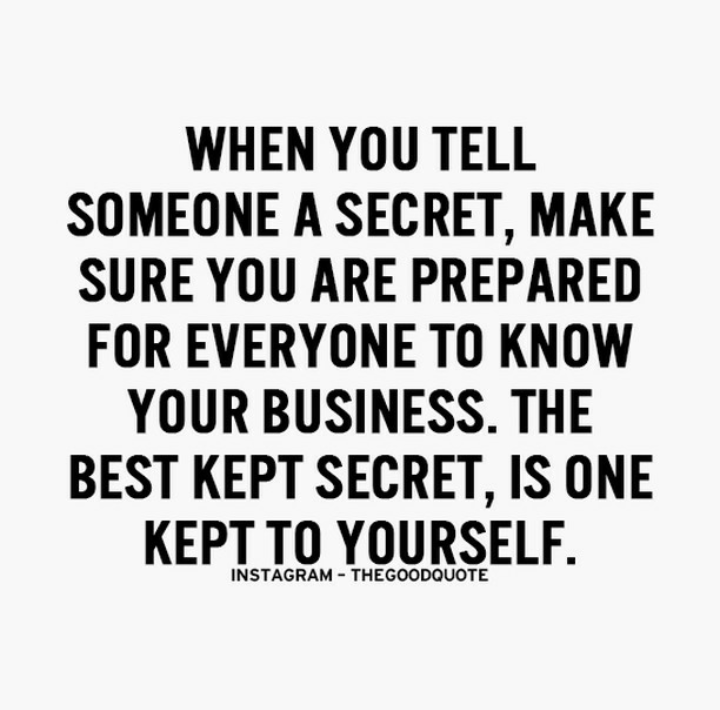 WHEN YOU TELL
SOMEONE A SECRET, MAKE
SURE YOU ARE PREPARED
FOR EVERYONE TO KNOW
YOUR BUSINESS. THE
BEST KEPT SECRET, IS ONE
KEPT TO YOURSELF.
INSTAGRAM - THEGOODQUOTE